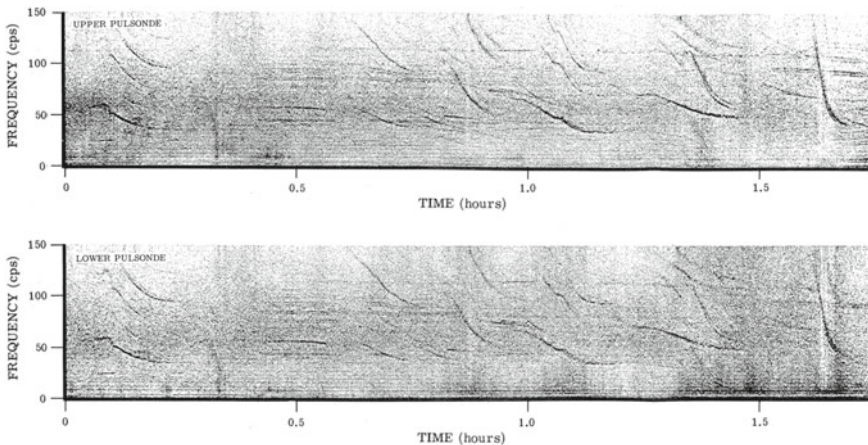 UPPER PULSONDE
FREQUENCY (cps)
150
100
50
0
0
0.5
1.0
1.5
TIME (hours)
LOWER PULSONDE
FREQUENCY (cps)
150
100
50
0
0
0.5
1.0
1.5
TIME (hours)